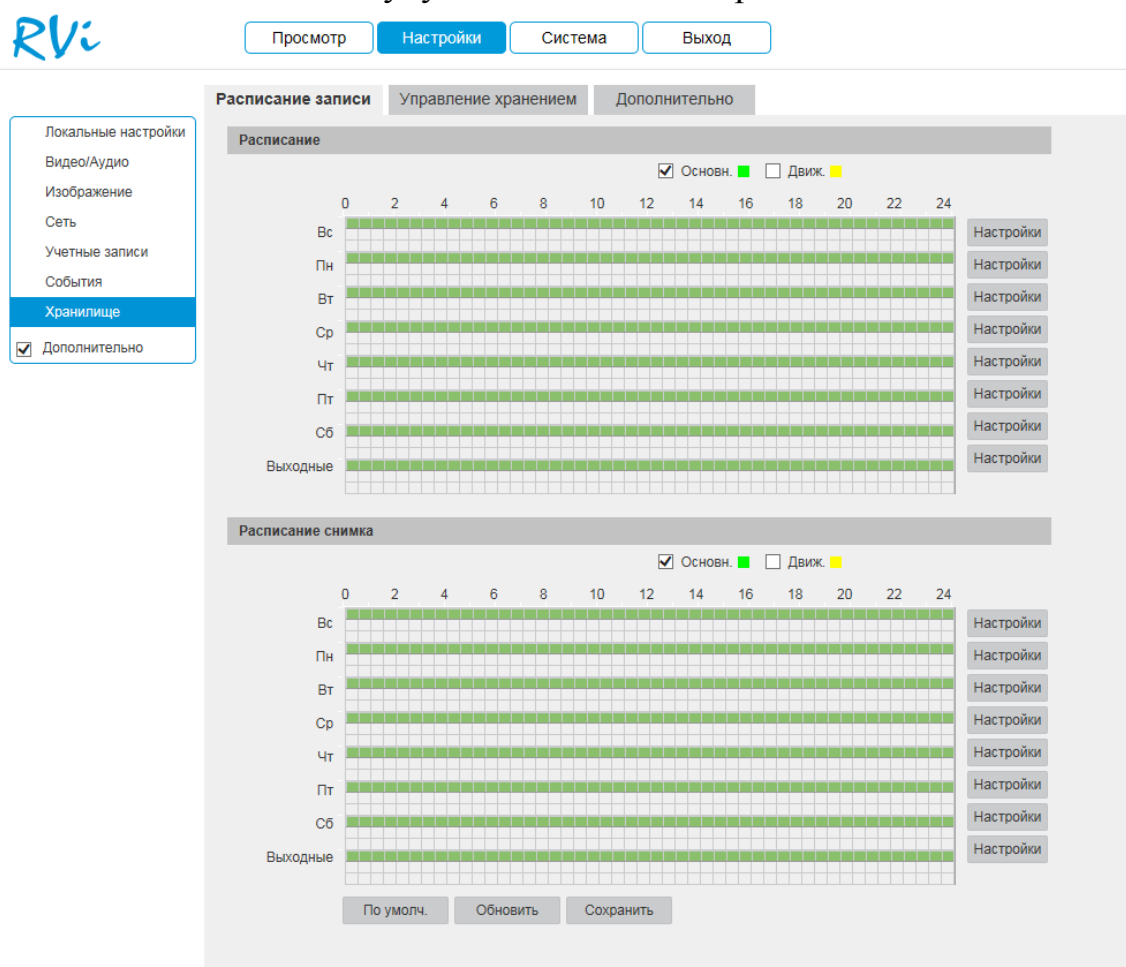 RVi
Просмотр Настройки Система Выход
Расписание записи Управление хранением Дополнительно
Локальные настройки
Видео/Аудио
Изображение
Сеть
Учетные записи
События
Хранилище
Дополнительно
Расписание
Основн. Движ.
0 2 4 6 8 10 12 14 16 18 20 22 24
Вс Настройки
Пн Настройки
Вт Настройки
Ср Настройки
Чт Настройки
Пт Настройки
Сб Настройки
Выходные Настройки
Расписание снимка
Основн. Движ.
0 2 4 6 8 10 12 14 16 18 20 22 24
Вс Настройки
Пн Настройки
Вт Настройки
Ср Настройки
Чт Настройки
Пт Настройки
Сб Настройки
Выходные Настройки
По умолч. Обновить Сохранить